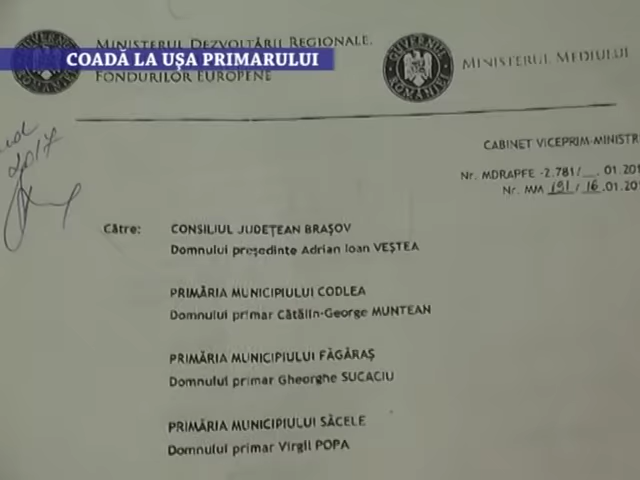 COADĂ LA UȘA PRIMARULUI
MINISTERUL DEZVOLTĂRII REGIONALE,
FONDURILOR EUROPENE
GUVERNUL ROMÂNIEI
MINISTERUL MEDIULUI
CABINET VICEPRIM-MINISTR
Nr. MDRAPFE -2.781/__. 01.201
Nr. MM 191/16.01.201
2017
Către: CONSILIUL JUDEȚEAN BRAȘOV
Domnului președinte Adrian Ioan VEȘTEA
PRIMĂRIA MUNICIPIULUI CODLEA
Domnului primar Cătălin-George MUNTEAN
PRIMĂRIA MUNICIPIULUI FĂGĂRAȘ
Domnului primar Gheorghe SUCACIU
PRIMĂRIA MUNICIPIULUI SĂCELE
Domnului primar Virgil POPA